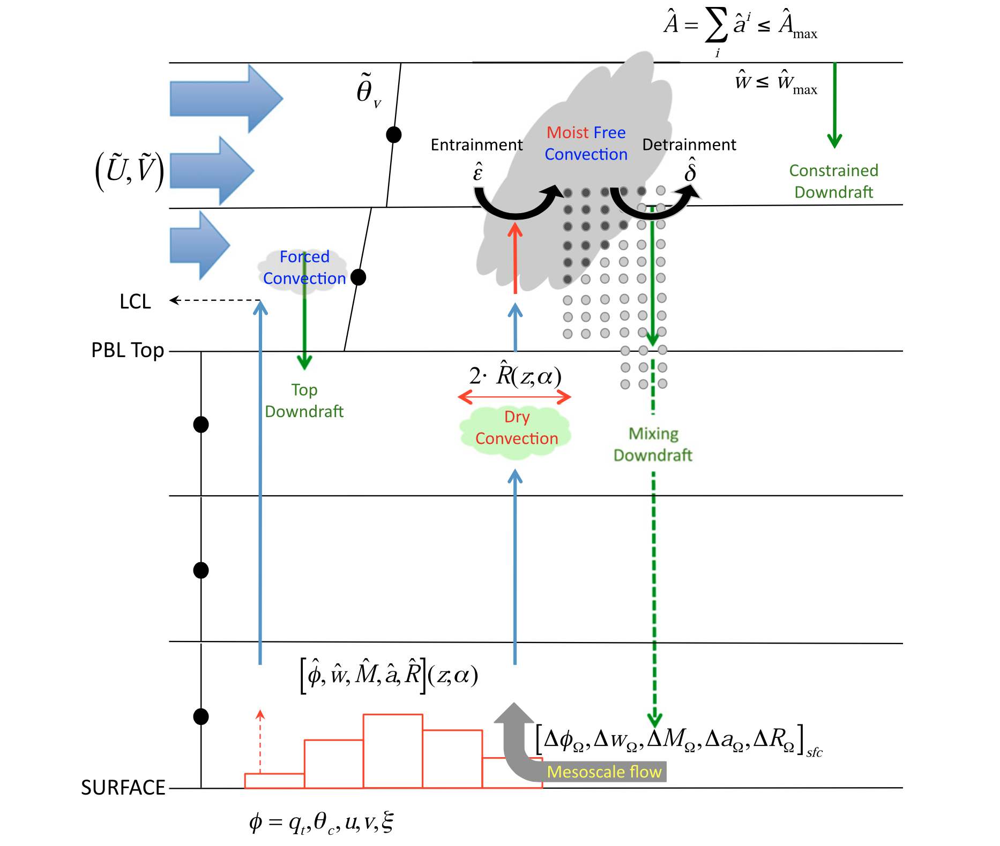 Â = ∑ᵢ âⁱ ≤ Â_max
ŵ ≤ ŵ_max
θ̃_v
Moist Free
Convection
Entrainment
ε̂
Detrainment
δ̂
(Ũ, Ṽ)
Constrained
Downdraft
Forced
Convection
LCL
PBL Top
2· R̂(z;α)
Top
Downdraft
Dry
Convection
Mixing
Downdraft
[ϕ̂, ŵ, M̂, â, R̂](z;α)
[Δϕ_Ω, Δw_Ω, ΔM_Ω, Δa_Ω, ΔR_Ω]_sfc
Mesoscale flow
SURFACE
ϕ = q_t, θ_c, u, v, ξ